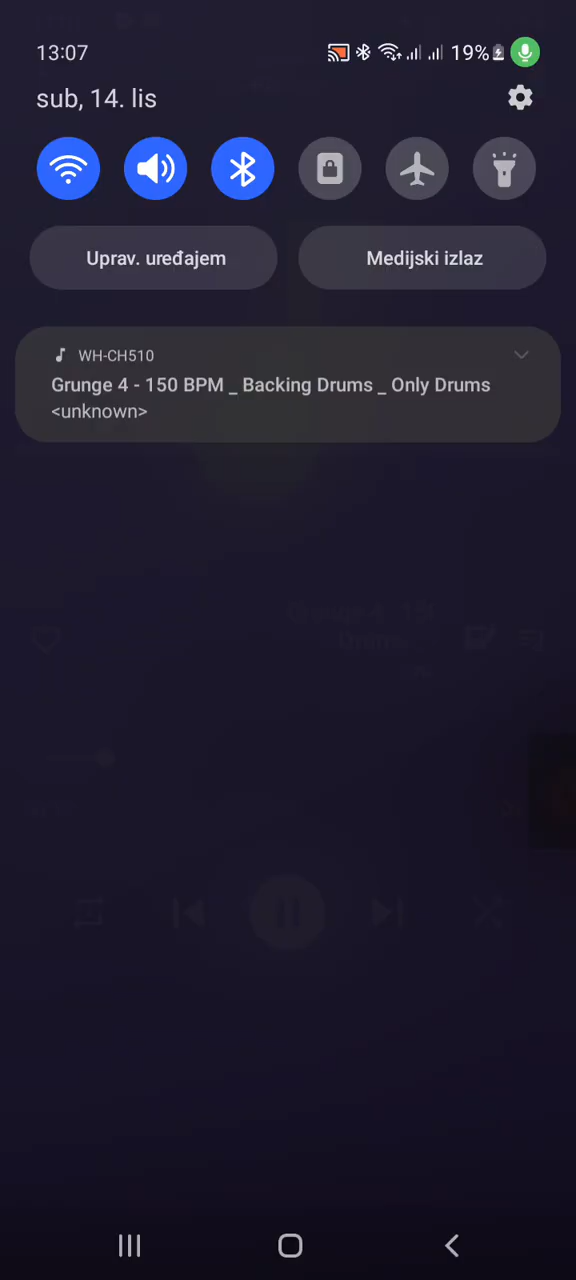 13:07
19%
sub, 14. lis
Uprav. uređajem
Medijski izlaz
WH-CH510
Grunge 4 - 150 BPM _ Backing Drums _ Only Drums
<unknown>